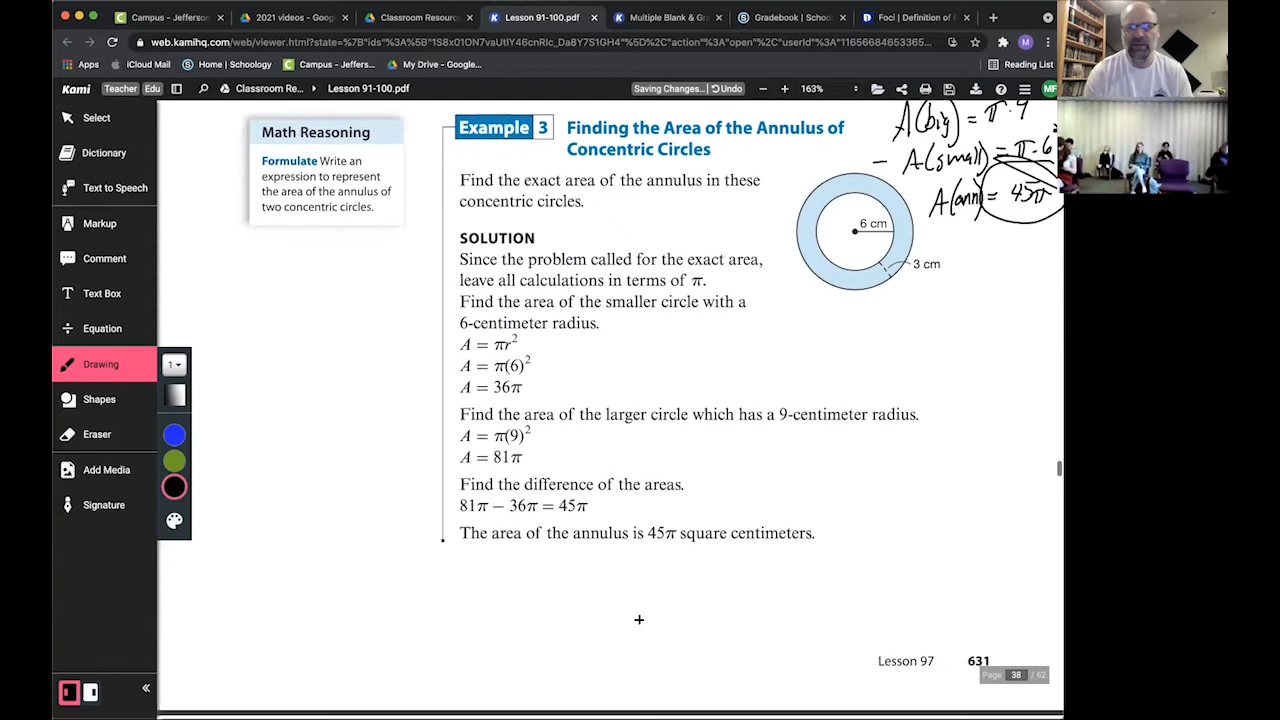 Campus - Jefferson
2021 videos - Goog
Classroom Resourc
Lesson 91-100.pdf
Multiple Blank & Gr
Gradebook | School
Foci | Definition of F
web.kamihq.com/web/viewer.html?state=%7B"ids"%3A%5B"1S8x01ON7vaUtlY46cnRIc_Da8Y7S1GH4"%5D%2C"action"%3A"open"%2C"userId"%3A"11656684653365...
M
Apps
iCloud Mail
Home | Schoology
Campus - Jeffers...
My Drive - Google...
Reading List
Kami
Teacher
Edu
Classroom Re...
Lesson 91-100.pdf
Saving Changes...
Undo
163%
MF
Select
Dictionary
Text to Speech
Markup
Comment
Text Box
Equation
Drawing
Shapes
Eraser
Add Media
Signature
1
Math Reasoning
Formulate Write an
expression to represent
the area of the annulus of
two concentric circles.
Example 3 Finding the Area of the Annulus of
Concentric Circles
Find the exact area of the annulus in these
concentric circles.
A(big) = π·9
- A(small) = π·6²
A(ann) = 45π
6 cm
3 cm
SOLUTION
Since the problem called for the exact area,
leave all calculations in terms of π.
Find the area of the smaller circle with a
6-centimeter radius.
A = πr²
A = π(6)²
A = 36π
Find the area of the larger circle which has a 9-centimeter radius.
A = π(9)²
A = 81π
Find the difference of the areas.
81π − 36π = 45π
The area of the annulus is 45π square centimeters.
Lesson 97 631
Page 38 / 62